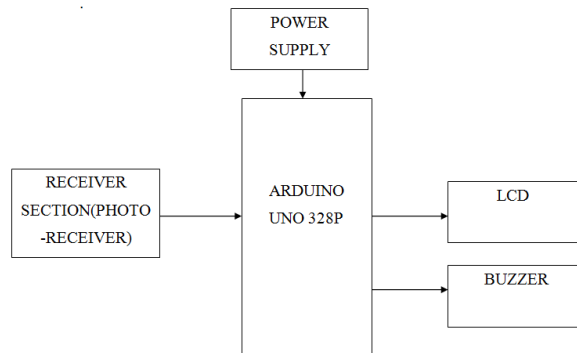 POWER
SUPPLY
RECEIVER
SECTION(PHOTO
-RECEIVER)
ARDUINO
UNO 328P
LCD
BUZZER